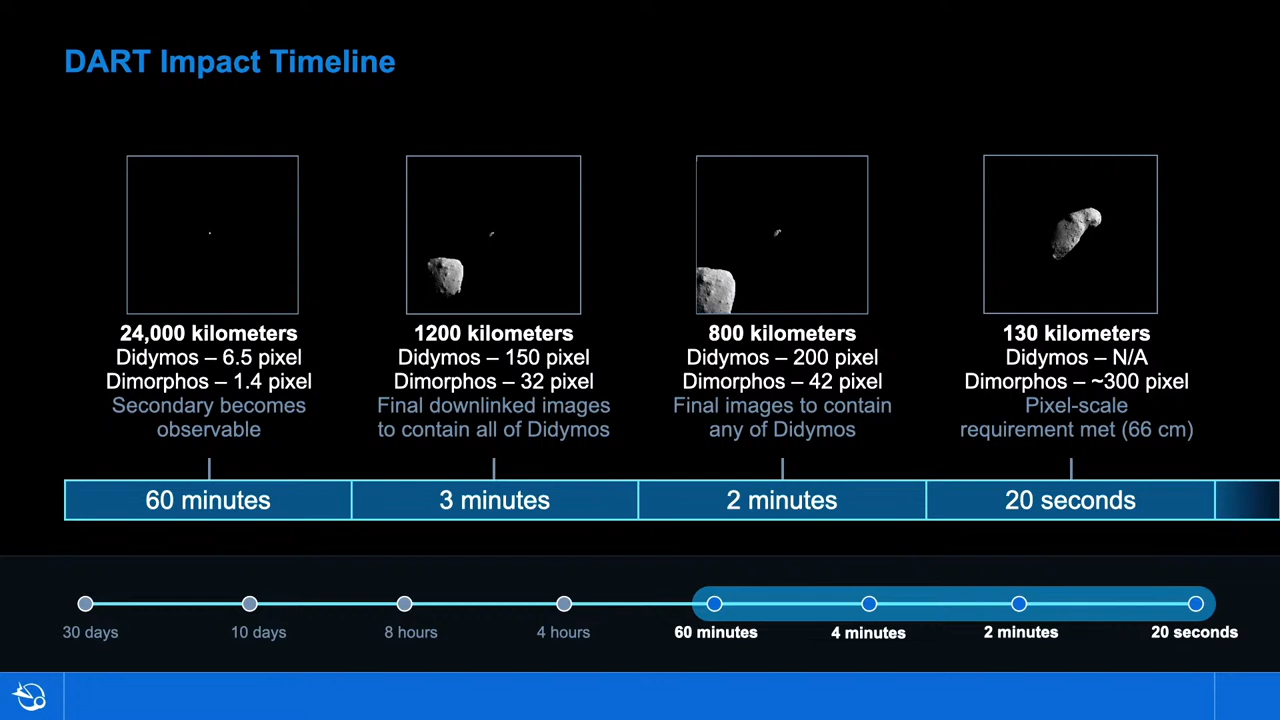 DART Impact Timeline
24,000 kilometers
Didymos – 6.5 pixel
Dimorphos – 1.4 pixel
Secondary becomes
observable
1200 kilometers
Didymos – 150 pixel
Dimorphos – 32 pixel
Final downlinked images
to contain all of Didymos
800 kilometers
Didymos – 200 pixel
Dimorphos – 42 pixel
Final images to contain
any of Didymos
130 kilometers
Didymos – N/A
Dimorphos – ~300 pixel
Pixel-scale
requirement met (66 cm)
60 minutes
3 minutes
2 minutes
20 seconds
30 days
10 days
8 hours
4 hours
60 minutes
4 minutes
2 minutes
20 seconds